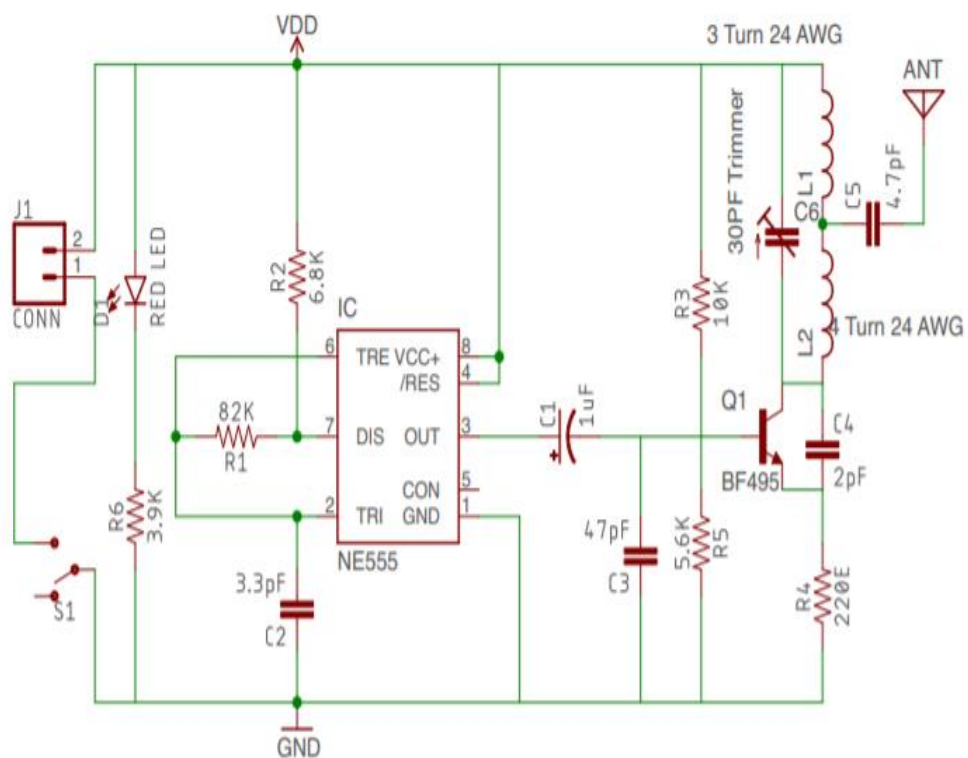 VDD
3 Turn 24 AWG
ANT
30PF Trimmer
L1
C6
C5
4.7pF
J1
2
1
CONN
D1
RED LED
R2
6.8K
R3
10K
L2
4 Turn 24 AWG
IC
6 TRE VCC+ 8
/RES 4
82K
R1
7 DIS OUT 3
CON 5
2 TRI GND 1
NE555
C1
1uF
Q1
BF495
C4
2pF
R6
3.9K
S1
3.3pF
C2
47pF
C3
5.6K
R5
R4
220E
GND